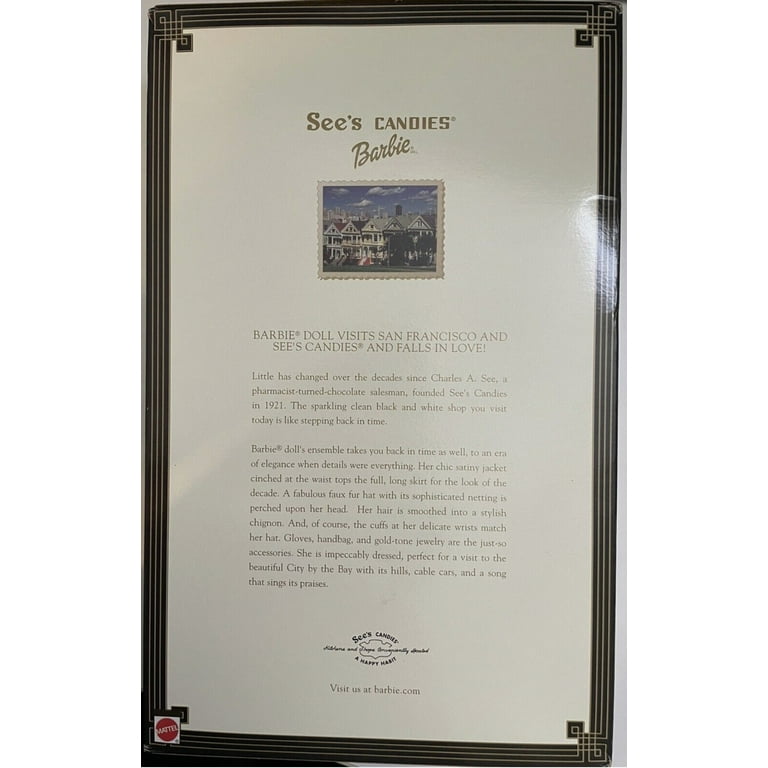 See's CANDIES®
Barbie
BARBIE® DOLL VISITS SAN FRANCISCO AND
SEE'S CANDIES® AND FALLS IN LOVE!
Little has changed over the decades since Charles A. See, a
pharmacist-turned-chocolate salesman, founded See's Candies
in 1921. The sparkling clean black and white shop you visit
today is like stepping back in time.
Barbie® doll's ensemble takes you back in time as well, to an era
of elegance when details were everything. Her chic satiny jacket
cinched at the waist tops the full, long skirt for the look of the
decade. A fabulous faux fur hat with its sophisticated netting is
perched upon her head. Her hair is smoothed into a stylish
chignon. And, of course, the cuffs at her delicate wrists match
her hat. Gloves, handbag, and gold-tone jewelry are the just-so
accessories. She is impeccably dressed, perfect for a visit to the
beautiful City by the Bay with its hills, cable cars, and a song
that sings its praises.
See's CANDIES®
Kitchens and Shops Conveniently Located
A HAPPY HABIT
Visit us at barbie.com
MATTEL